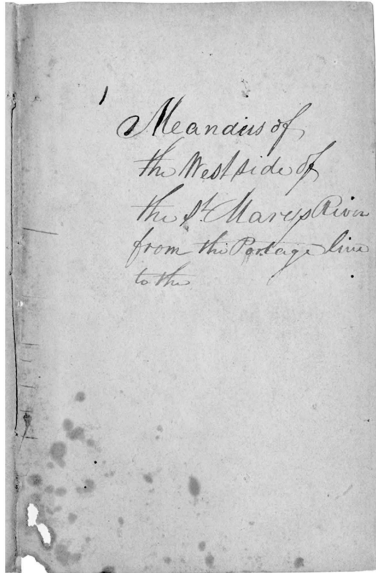 Meanders of
the West side of
the St. Marys River
from the Portage line
to the